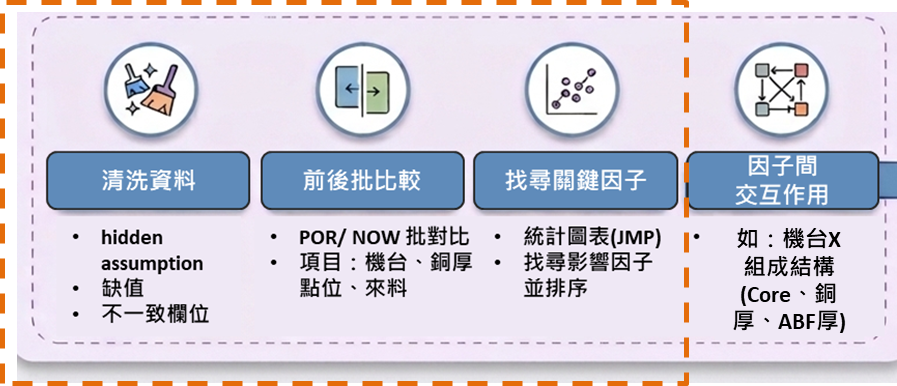 清洗資料
• hidden
assumption
• 缺值
• 不一致欄位
前後批比較
• POR/ NOW 批對比
• 項目：機台、銅厚
點位、來料
找尋關鍵因子
• 統計圖表(JMP)
• 找尋影響因子
並排序
因子間
交互作用
• 如：機台X
組成結構
(Core、銅
厚、ABF厚)